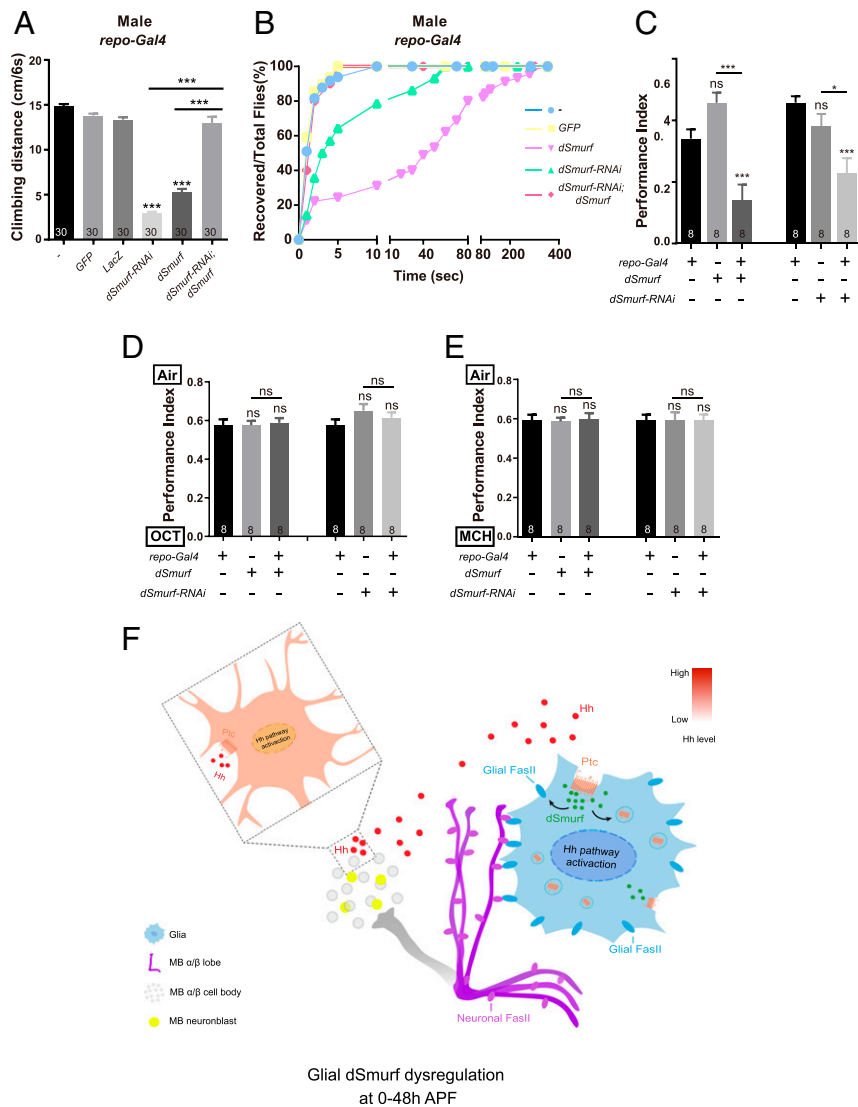 A
Male
repo-Gal4
Climbing distance (cm/6s)
20
15
10
5
0
***
***
***
***
30
30
30
30
30
30
-
GFP
LacZ
dSmurf-RNAi
dSmurf
dSmurf-RNAi;
dSmurf
B
Male
repo-Gal4
Recovered/Total Flies(%)
100
80
60
40
20
0
0
5
10
10
40
80
80
200
400
Time (sec)
-
GFP
dSmurf
dSmurf-RNAi
dSmurf-RNAi;
dSmurf
C
Performance Index
0.6
0.
0.2
0.0
***
ns
***
*
ns
***
8
8
8
8
8
8
repo-Gal4 + - + + - +
dSmurf - + + - - -
dSmurf-RNAi - - - - + +
D
Air
OCT
Performance Index
0.8
0.6
0.4
0.2
0.0
ns
ns
ns
ns
ns
ns
8
8
8
8
8
8
repo-Gal4 + - + + - +
dSmurf - + + - - -
dSmurf-RNAi - - - - + +
E
Air
MCH
Performance Index
0.8
0.6
0.4
0.2
0.0
ns
ns
ns
ns
ns
ns
8
8
8
8
8
8
repo-Gal4 + - + + - +
dSmurf - + + - - -
dSmurf-RNAi - - - - + +
F
Ptc
Hh
Hh pathway
activaction
High
Low
Hh level
Hh
Ptc
Glial FasII
dSmurf
Hh pathway
activaction
Glial FasII
Hh
Neuronal FasII
Glia
MB α/β lobe
MB α/β cell body
MB neuronblast
Glial dSmurf dysregulation
at 0-48h APF